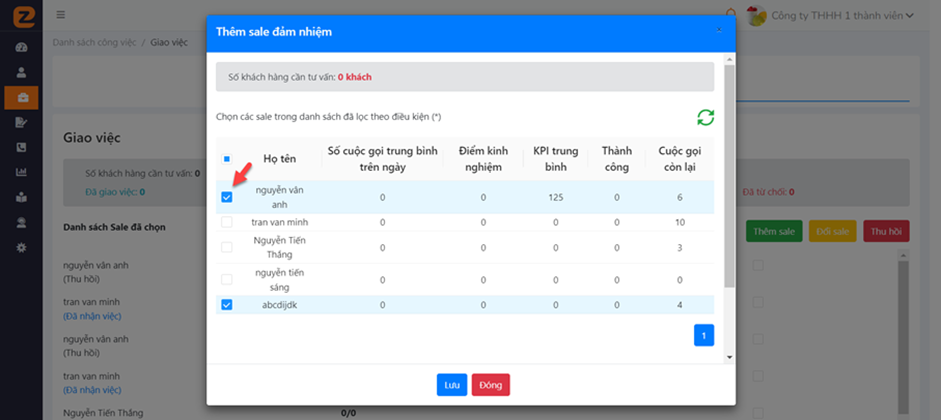 Thêm sale đảm nhiệm
×
Công ty THHH 1 thành viên
Danh sách công việc / Giao việc
Số khách hàng cần tư vấn: 0 khách
Chọn các sale trong danh sách đã lọc theo điều kiện (*)
Giao việc
Họ tên
Số cuộc gọi trung bình
trên ngày
Điểm kinh
nghiệm
KPI trung
bình
Thành
công
Cuộc gọi
còn lại
Số khách hàng cần tư vấn: 0
Đã giao việc: 0
Đã từ chối: 0
nguyễn vân
anh
0 0 125 0 6
tran van minh 0 0 0 0 10
Nguyễn Tiến
Thắng
0 0 0 0 3
nguyễn tiến
sáng
0 0 0 0 0
abcdijdk 0 0 0 0 4
1
Danh sách Sale đã chọn
Thêm sale Đổi sale Thu hồi
nguyễn vân anh
(Thu hồi)
tran van minh
(Đã nhận việc)
nguyễn vân anh
(Thu hồi)
tran van minh
(Đã nhận việc)
Nguyễn Tiến Thắng 0/0
Lưu Đóng